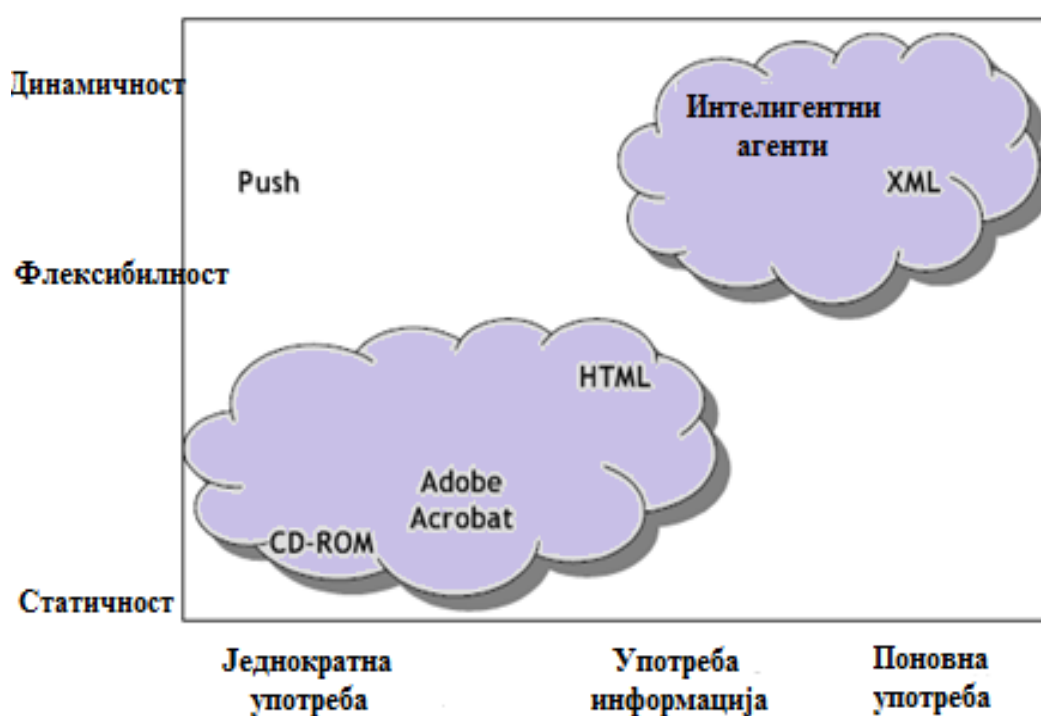 Динамичност
Интелигентни
агенти
Push
XML
Флексибилност
HTML
Adobe
Acrobat
CD-ROM
Статичност
Једнократна
употреба
Употреба
информација
Поновна
употреба